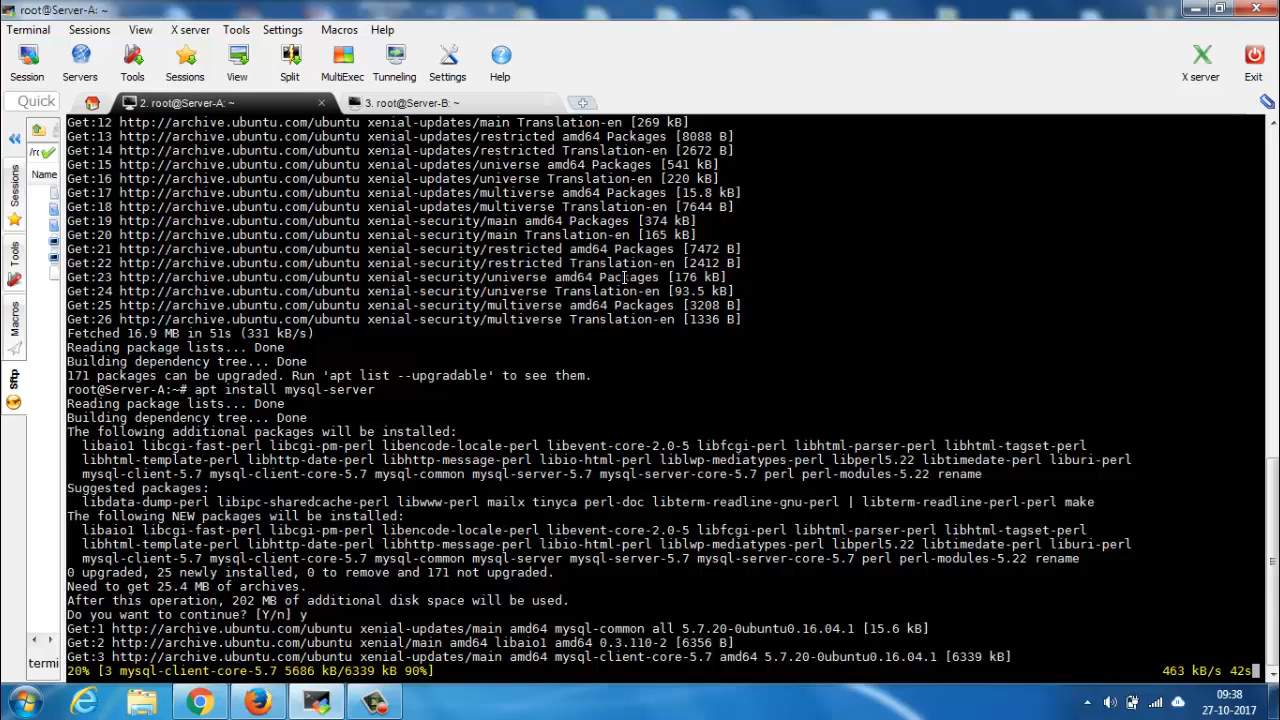 root@Server-A: ~
Terminal Sessions View X server Tools Settings Macros Help
Session Servers Tools Sessions View Split MultiExec Tunneling Settings Help X server Exit
Quick
2. root@Server-A: ~
3. root@Server-B: ~
Name
Sessions
Tools
Macros
Sftp
termi
Get:12 http://archive.ubuntu.com/ubuntu xenial-updates/main Translation-en [269 kB]
Get:13 http://archive.ubuntu.com/ubuntu xenial-updates/restricted amd64 Packages [8088 B]
Get:14 http://archive.ubuntu.com/ubuntu xenial-updates/restricted Translation-en [2672 B]
Get:15 http://archive.ubuntu.com/ubuntu xenial-updates/universe amd64 Packages [541 kB]
Get:16 http://archive.ubuntu.com/ubuntu xenial-updates/universe Translation-en [220 kB]
Get:17 http://archive.ubuntu.com/ubuntu xenial-updates/multiverse amd64 Packages [15.8 kB]
Get:18 http://archive.ubuntu.com/ubuntu xenial-updates/multiverse Translation-en [7644 B]
Get:19 http://archive.ubuntu.com/ubuntu xenial-security/main amd64 Packages [374 kB]
Get:20 http://archive.ubuntu.com/ubuntu xenial-security/main Translation-en [165 kB]
Get:21 http://archive.ubuntu.com/ubuntu xenial-security/restricted amd64 Packages [7472 B]
Get:22 http://archive.ubuntu.com/ubuntu xenial-security/restricted Translation-en [2412 B]
Get:23 http://archive.ubuntu.com/ubuntu xenial-security/universe amd64 Packages [176 kB]
Get:24 http://archive.ubuntu.com/ubuntu xenial-security/universe Translation-en [93.5 kB]
Get:25 http://archive.ubuntu.com/ubuntu xenial-security/multiverse amd64 Packages [3208 B]
Get:26 http://archive.ubuntu.com/ubuntu xenial-security/multiverse Translation-en [1336 B]
Fetched 16.9 MB in 51s (331 kB/s)
Reading package lists... Done
Building dependency tree... Done
171 packages can be upgraded. Run 'apt list --upgradable' to see them.
root@Server-A:~# apt install mysql-server
Reading package lists... Done
Building dependency tree... Done
The following additional packages will be installed:
libaio1 libcgi-fast-perl libcgi-pm-perl libencode-locale-perl libevent-core-2.0-5 libfcgi-perl libhtml-parser-perl libhtml-tagset-perl
libhtml-template-perl libhttp-date-perl libhttp-message-perl libio-html-perl liblwp-mediatypes-perl libperl5.22 libtimedate-perl liburi-perl
mysql-client-5.7 mysql-client-core-5.7 mysql-common mysql-server-5.7 mysql-server-core-5.7 perl perl-modules-5.22 rename
Suggested packages:
libdata-dump-perl libipc-sharedcache-perl libwww-perl mailx tinyca perl-doc libterm-readline-gnu-perl | libterm-readline-perl-perl make
The following NEW packages will be installed:
libaio1 libcgi-fast-perl libcgi-pm-perl libencode-locale-perl libevent-core-2.0-5 libfcgi-perl libhtml-parser-perl libhtml-tagset-perl
libhtml-template-perl libhttp-date-perl libhttp-message-perl libio-html-perl liblwp-mediatypes-perl libperl5.22 libtimedate-perl liburi-perl
mysql-client-5.7 mysql-client-core-5.7 mysql-common mysql-server mysql-server-5.7 mysql-server-core-5.7 perl perl-modules-5.22 rename
0 upgraded, 25 newly installed, 0 to remove and 171 not upgraded.
Need to get 25.4 MB of archives.
After this operation, 202 MB of additional disk space will be used.
Do you want to continue? [Y/n] y
Get:1 http://archive.ubuntu.com/ubuntu xenial-updates/main amd64 mysql-common all 5.7.20-0ubuntu0.16.04.1 [15.6 kB]
Get:2 http://archive.ubuntu.com/ubuntu xenial/main amd64 libaio1 amd64 0.3.110-2 [6356 B]
Get:3 http://archive.ubuntu.com/ubuntu xenial-updates/main amd64 mysql-client-core-5.7 amd64 5.7.20-0ubuntu0.16.04.1 [6339 kB]
20% [3 mysql-client-core-5.7 5686 kB/6339 kB 90%] 463 kB/s 42s
09:38
27-10-2017